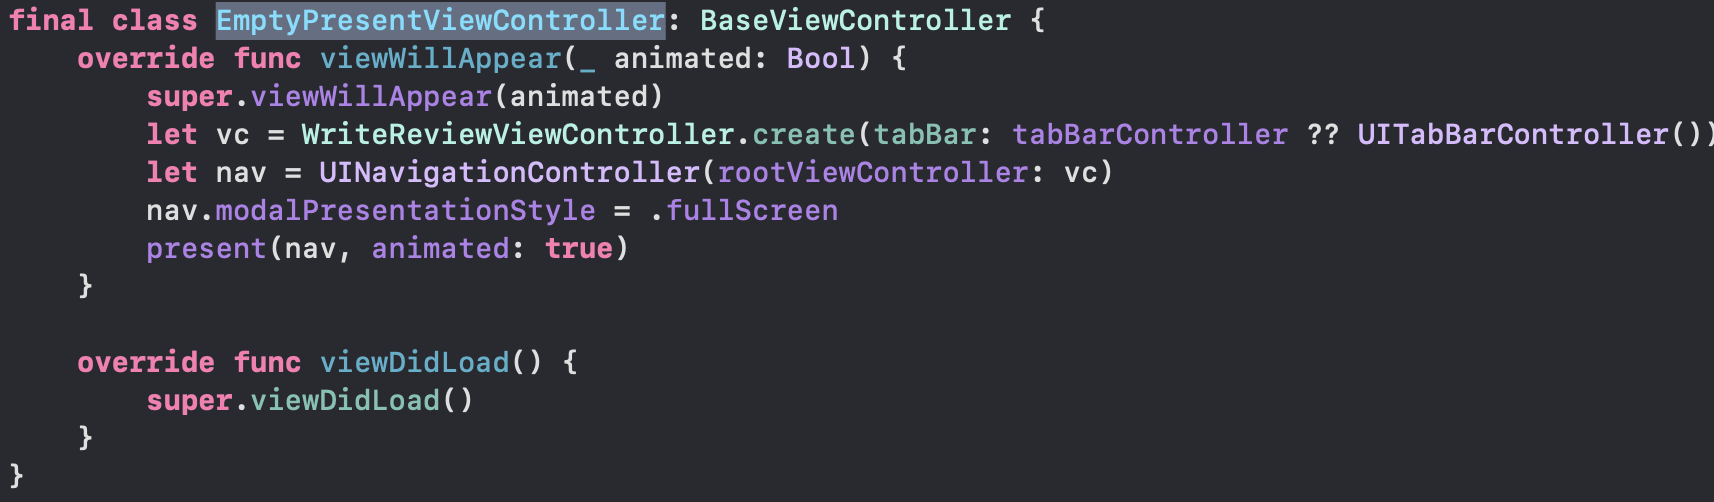 final class EmptyPresentViewController: BaseViewController {
    override func viewWillAppear(_ animated: Bool) {
        super.viewWillAppear(animated)
        let vc = WriteReviewViewController.create(tabBar: tabBarController ?? UITabBarController())
        let nav = UINavigationController(rootViewController: vc)
        nav.modalPresentationStyle = .fullScreen
        present(nav, animated: true)
    }

    override func viewDidLoad() {
        super.viewDidLoad()
    }
}